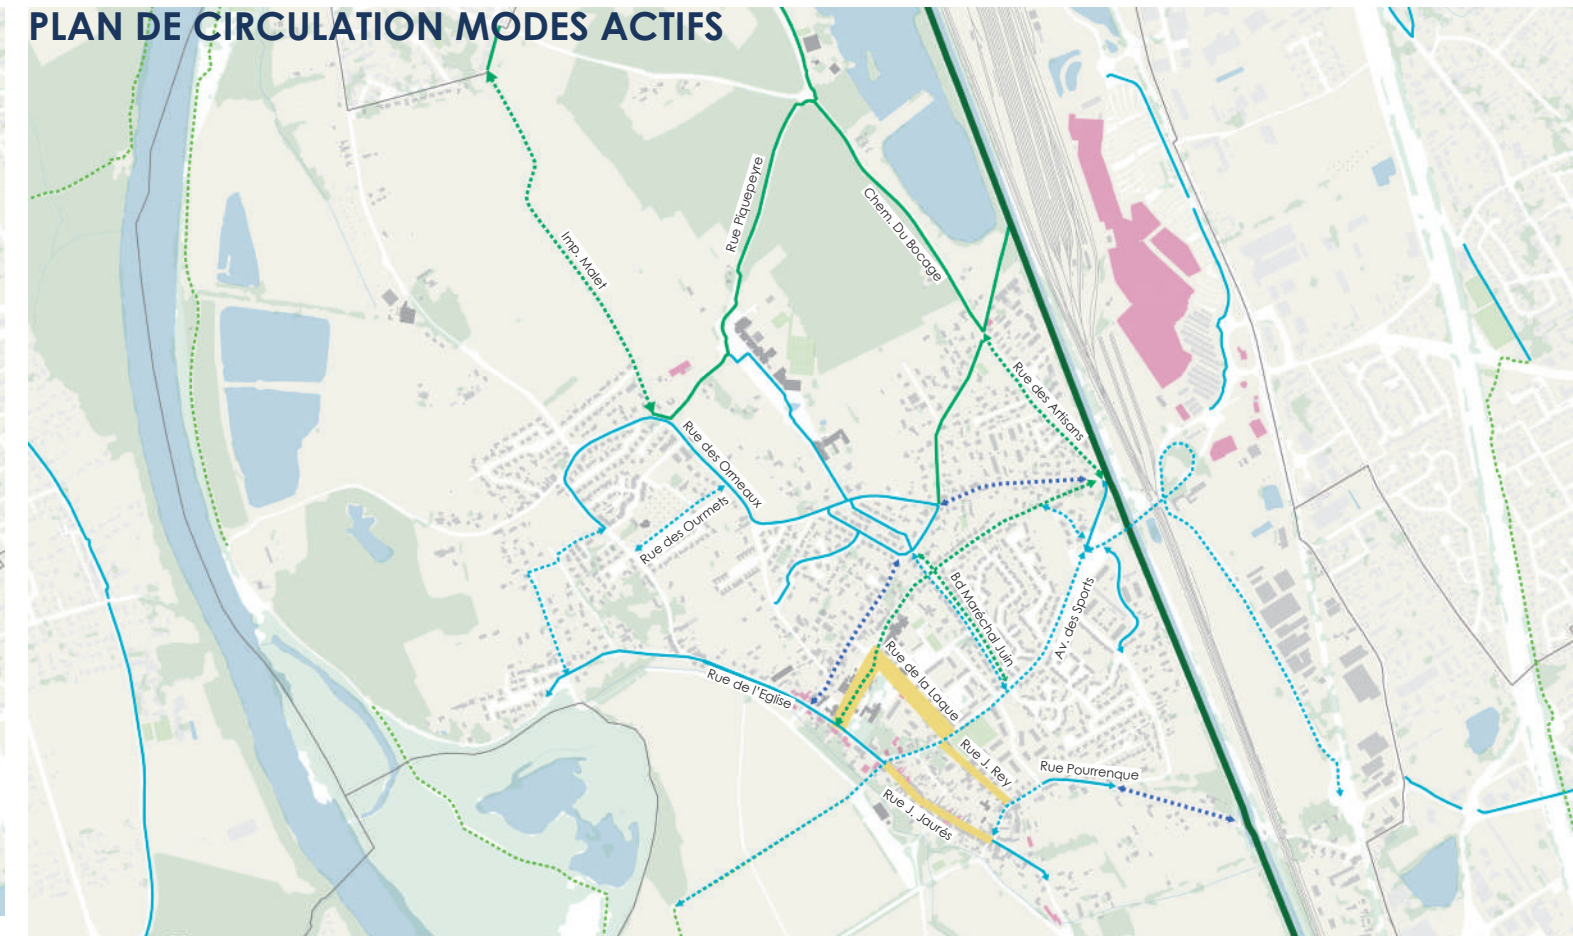 PLAN DE CIRCULATION MODES ACTIFS
Rue Piquepeyre
Chem. Du Bocage
Imp. Malet
Rue des Artisans
Rue des Ormeaux
Rue des Ourmets
Bd Maréchal Juin
Av. des Sports
Rue de la Laque
Rue de l'Eglise
Rue J. Rey
Rue Pourrenque
Rue J. Jaurés